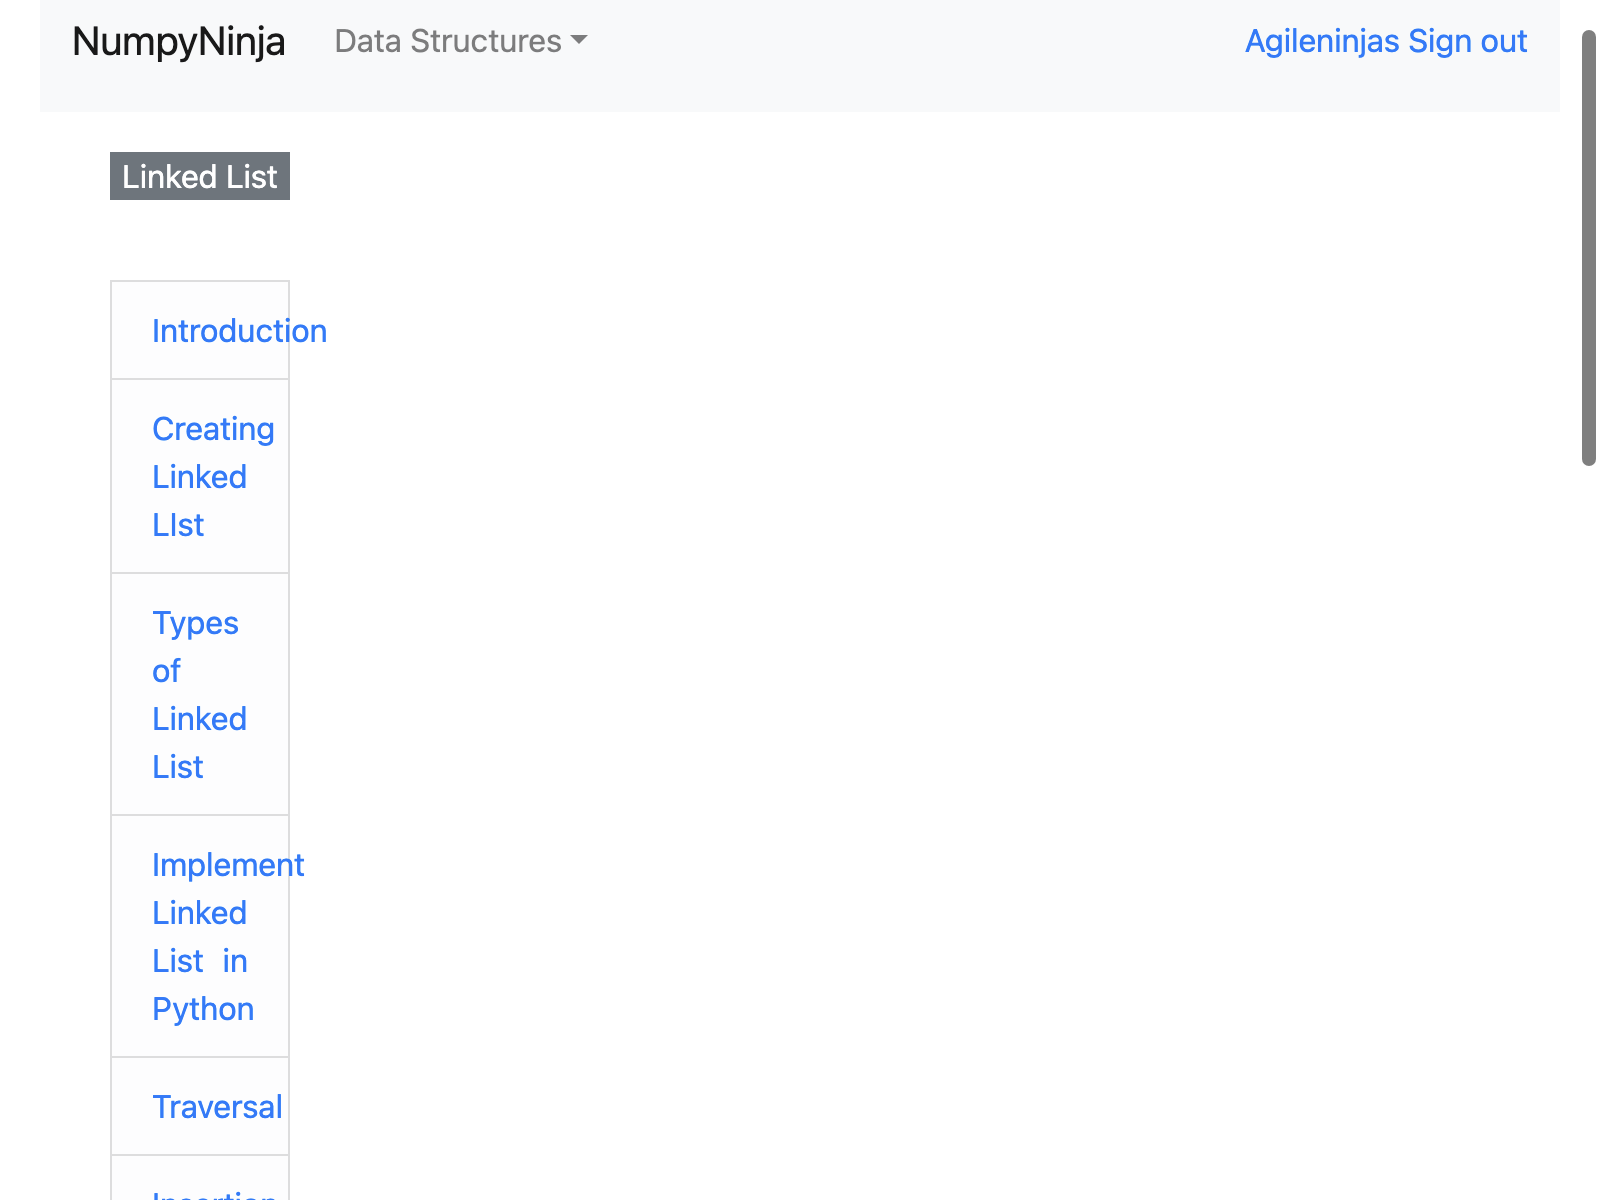 NumpyNinja Data Structures Agileninjas Sign out
Linked List
Introduction
Creating
Linked
LIst
Types
of
Linked
List
Implement
Linked
List in
Python
Traversal
Insertion